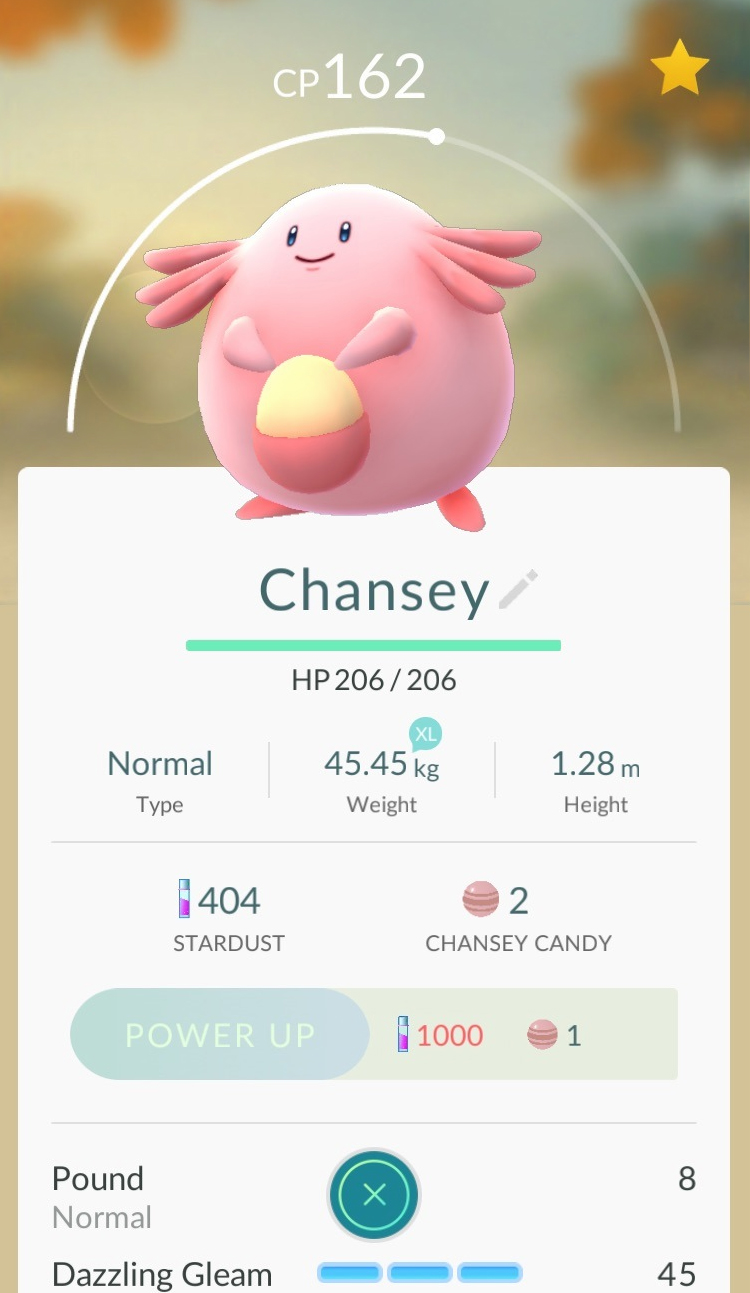 CP162
Chansey
HP 206 / 206
XL
Normal 45.45 kg 1.28 m
Type Weight Height
404 2
STARDUST CHANSEY CANDY
POWER UP 1000 1
Pound 8
Normal
Dazzling Gleam 45